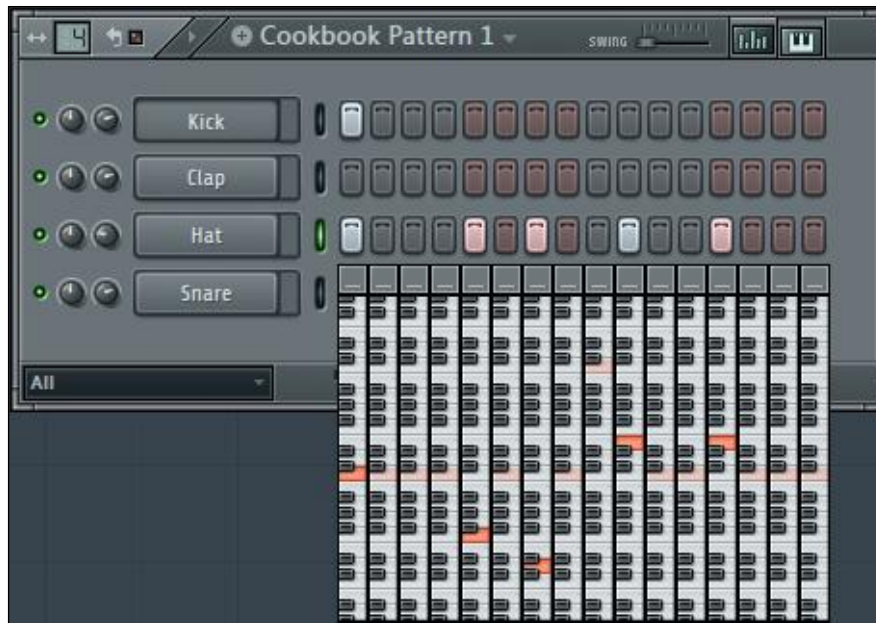 4 Cookbook Pattern 1 SWING
Kick
Clap
Hat
Snare
All